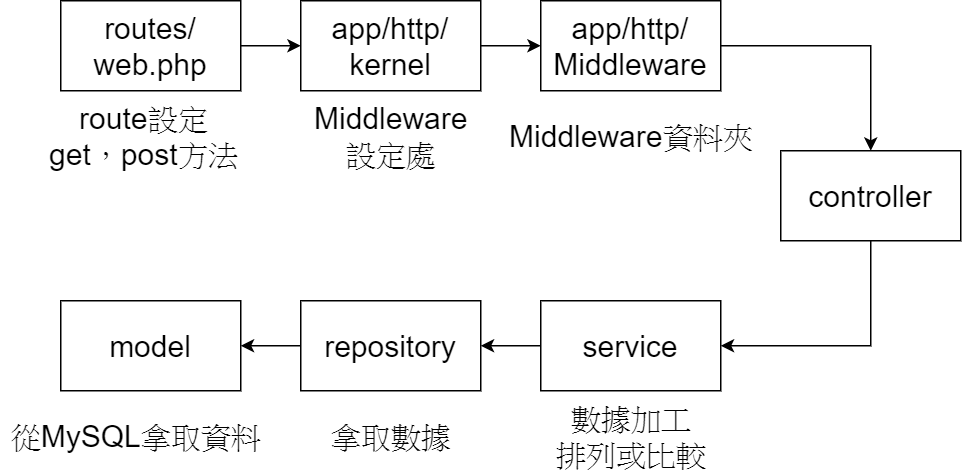 routes/
web.php
route設定
get，post方法
app/http/
kernel
Middleware
設定處
app/http/
Middleware
Middleware資料夾
controller
service
數據加工
排列或比較
repository
拿取數據
model
從MySQL拿取資料